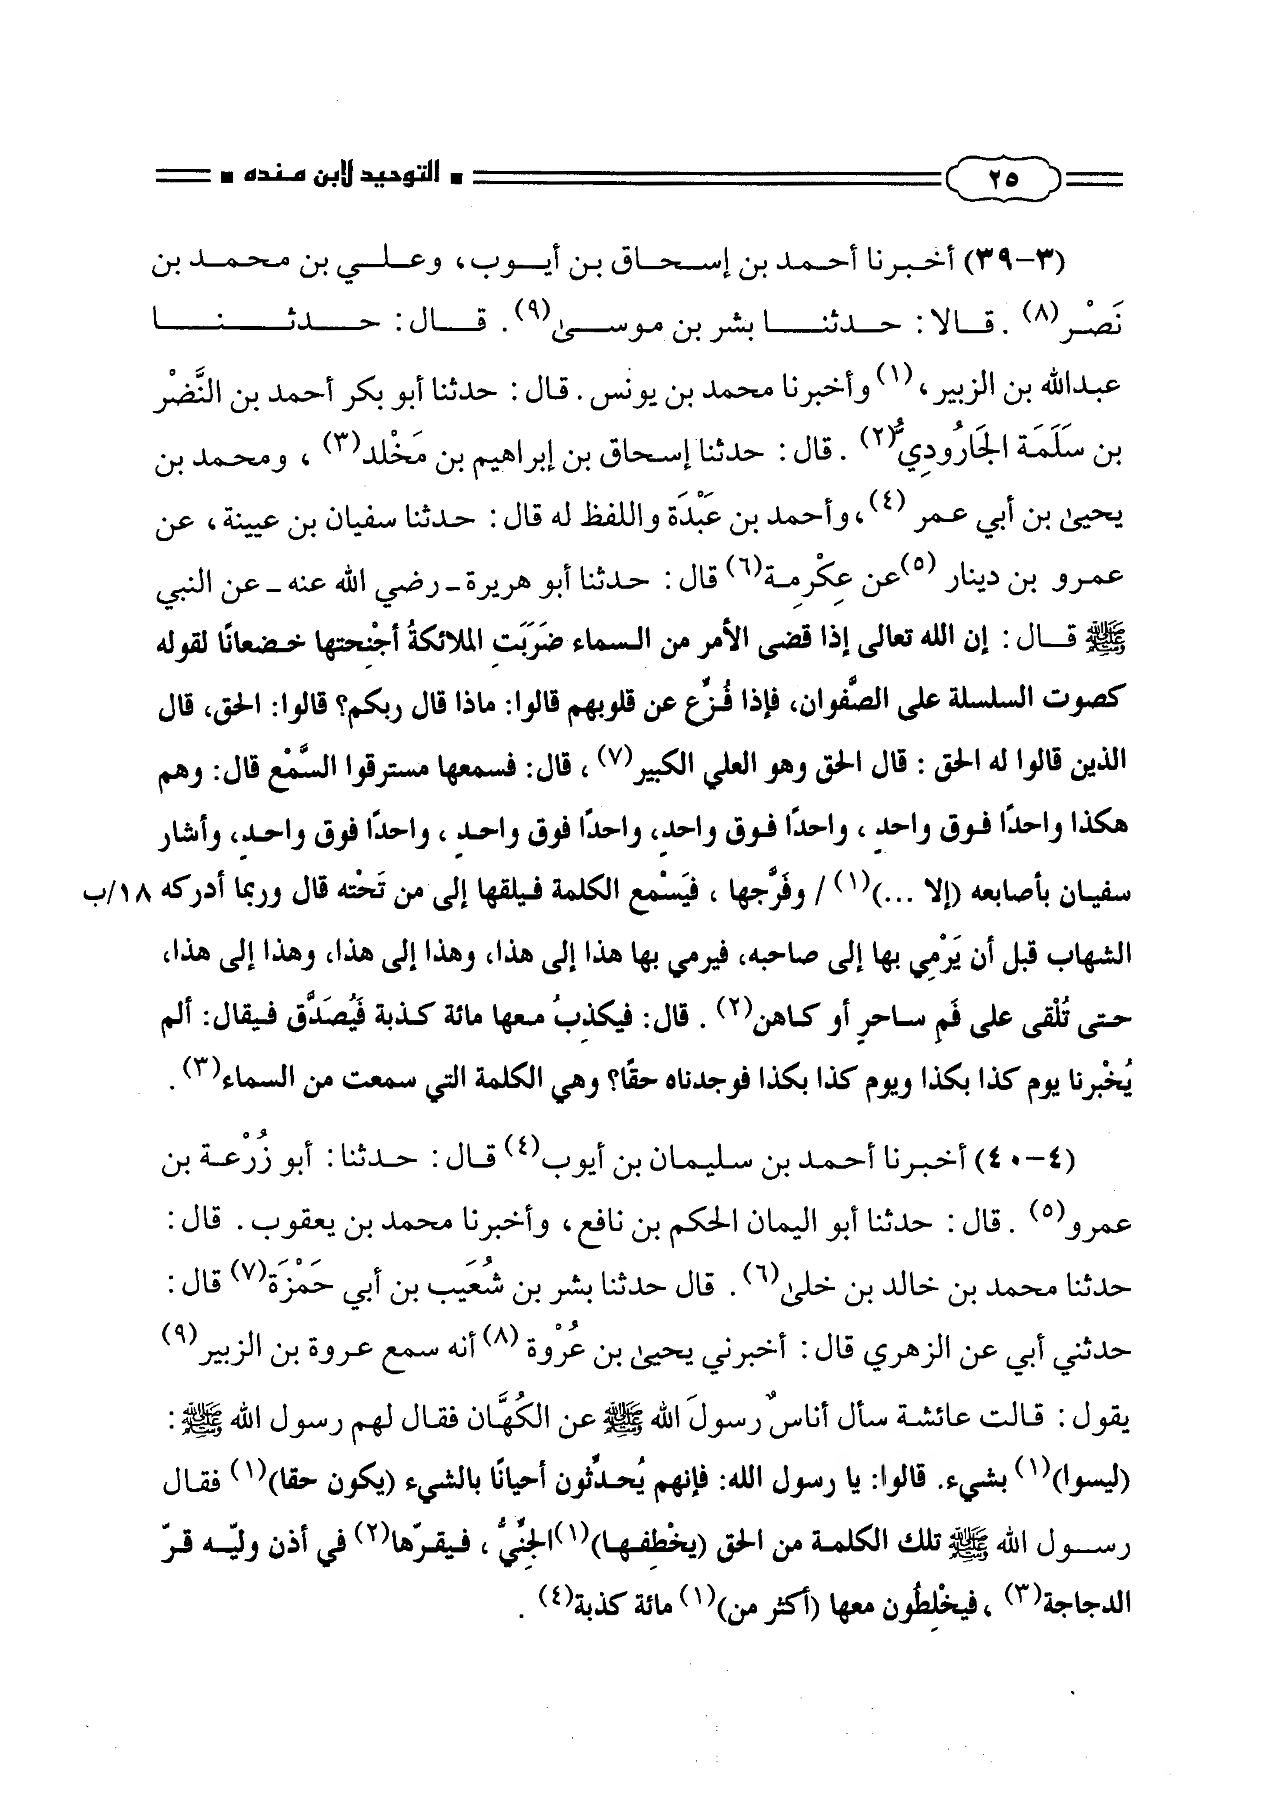 ٢٥ ■ التوحيد لابن منده ■
(٣-٣٩) أخبرنا أحمد بن إسحاق بن أيوب، وعلي بن محمد بن
نَصْر(٨). قالا: حدثنا بشر بن موسىٰ(٩). قال: حدثنا
عبدالله بن الزبير،(١) وأخبرنا محمد بن يونس. قال: حدثنا أبو بكر أحمد بن النَّضْر
بن سَلَمَة الجَارُودِيُّ(٢). قال: حدثنا إسحاق بن إبراهيم بن مَخْلد(٣)، ومحمد بن
يحيىٰ بن أبي عمر(٤)، وأحمد بن عَبْدَة واللفظ له قال: حدثنا سفيان بن عيينة، عن
عمرو بن دينار(٥) عن عِكْرِمة(٦) قال: حدثنا أبو هريرة ـ رضي الله عنه ـ عن النبي
ﷺ قال: إن الله تعالى إذا قضى الأمر من السماء ضَرَبَتِ الملائكةُ أجْنِحتها خضعانًا لقوله
كصوت السلسلة على الصَّفوان، فإذا فُزِّع عن قلوبهم قالوا: ماذا قال ربكم؟ قالوا: الحق، قال
الذين قالوا له الحق: قال الحق وهو العلي الكبير(٧)، قال: فسمعها مسترقوا السَّمْع قال: وهم
هكذا واحدًا فوق واحدٍ، واحدًا فوق واحدٍ، واحدًا فوق واحدٍ، واحدًا فوق واحدٍ، وأشار
سفيان بأصابعه (إلا ...)(١) / وفَرَّجها، فيَسْمع الكلمة فيلقها إلى من تَحْته قال وربما أدركه ١٨/ب
الشهاب قبل أن يَرْمِي بها إلى صاحبه، فيرمي بها هذا إلى هذا، وهذا إلى هذا، وهذا إلى هذا،
حتى تُلْقى على فَمِ ساحرٍ أو كاهن(٢). قال: فيكذِبُ معها مائة كذبة فَيُصَدَّق فيقال: ألم
يُخْبرنا يوم كذا بكذا ويوم كذا بكذا فوجدناه حقًا؟ وهي الكلمة التي سمعت من السماء(٣).
(٤-٤٠) أخبرنا أحمد بن سليمان بن أيوب(٤) قال: حدثنا: أبو زُرْعة بن
عمرو(٥). قال: حدثنا أبو اليمان الحكم بن نافع، وأخبرنا محمد بن يعقوب. قال:
حدثنا محمد بن خالد بن خلىٰ(٦). قال حدثنا بشر بن شُعَيب بن أبي حَمْزَة(٧) قال:
حدثني أبي عن الزهري قال: أخبرني يحيىٰ بن عُرْوة(٨) أنه سمع عروة بن الزبير(٩)
يقول: قالت عائشة سأل أناسٌ رسولَ الله ﷺ عن الكُهَّان فقال لهم رسول الله ﷺ:
(ليسوا)(١) بشيء. قالوا: يا رسول الله: فإنهم يُحدِّثون أحيانًا بالشيء (يكون حقا)(١) فقال
رسول الله ﷺ تلك الكلمة من الحق (يخْطِفها)(١) الجِنِّيُّ، فيقرّها(٢) في أذن وليّه قرّ
الدجاجة(٣)، فيخْلِطُون معها (أكثر من)(١) مائة كذبة(٤).